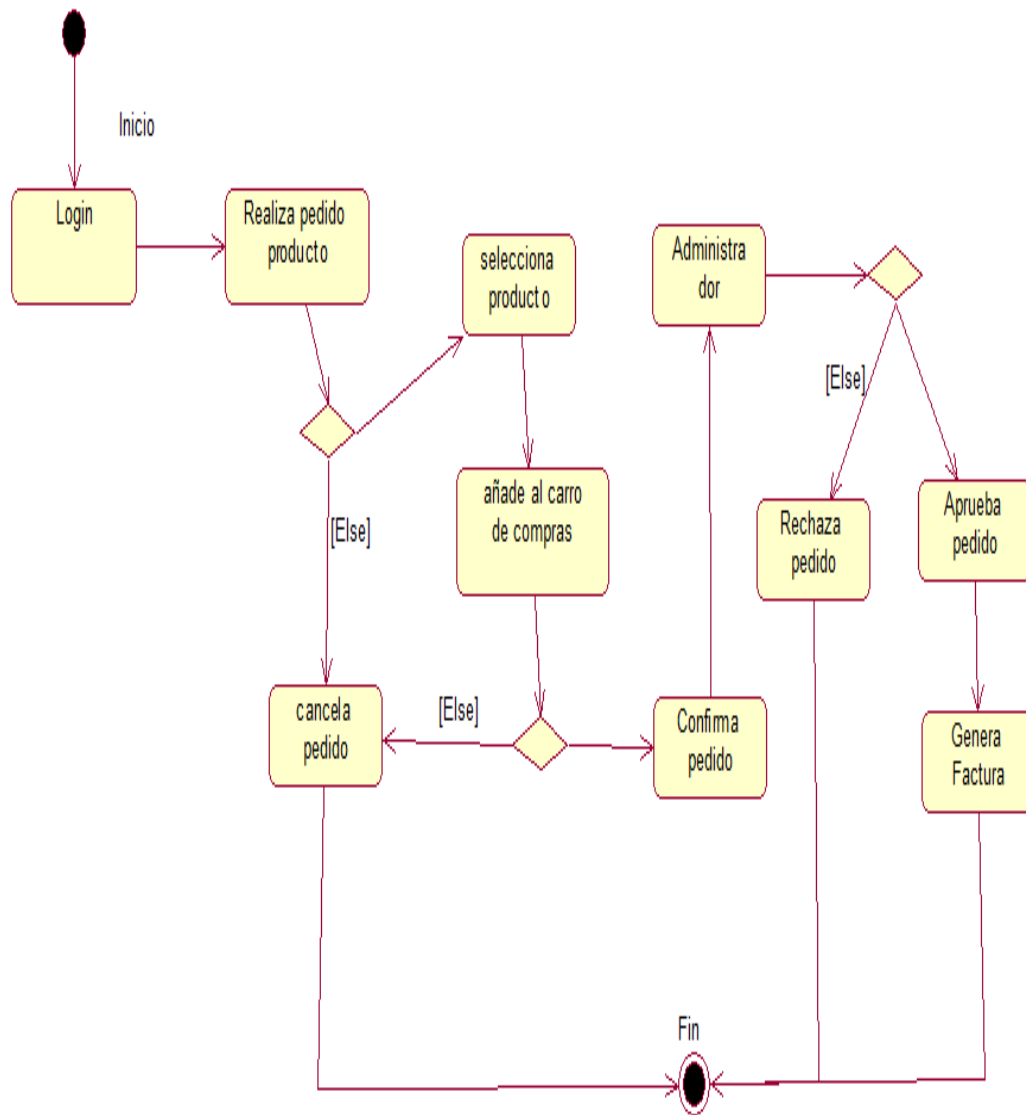 Inicio
Login
Realiza pedido
producto
selecciona
producto
Administra
dor
[Else]
añade al carro
de compras
[Else]
Rechaza
pedido
Aprueba
pedido
cancela
pedido
[Else]
Confirma
pedido
Genera
Factura
Fin